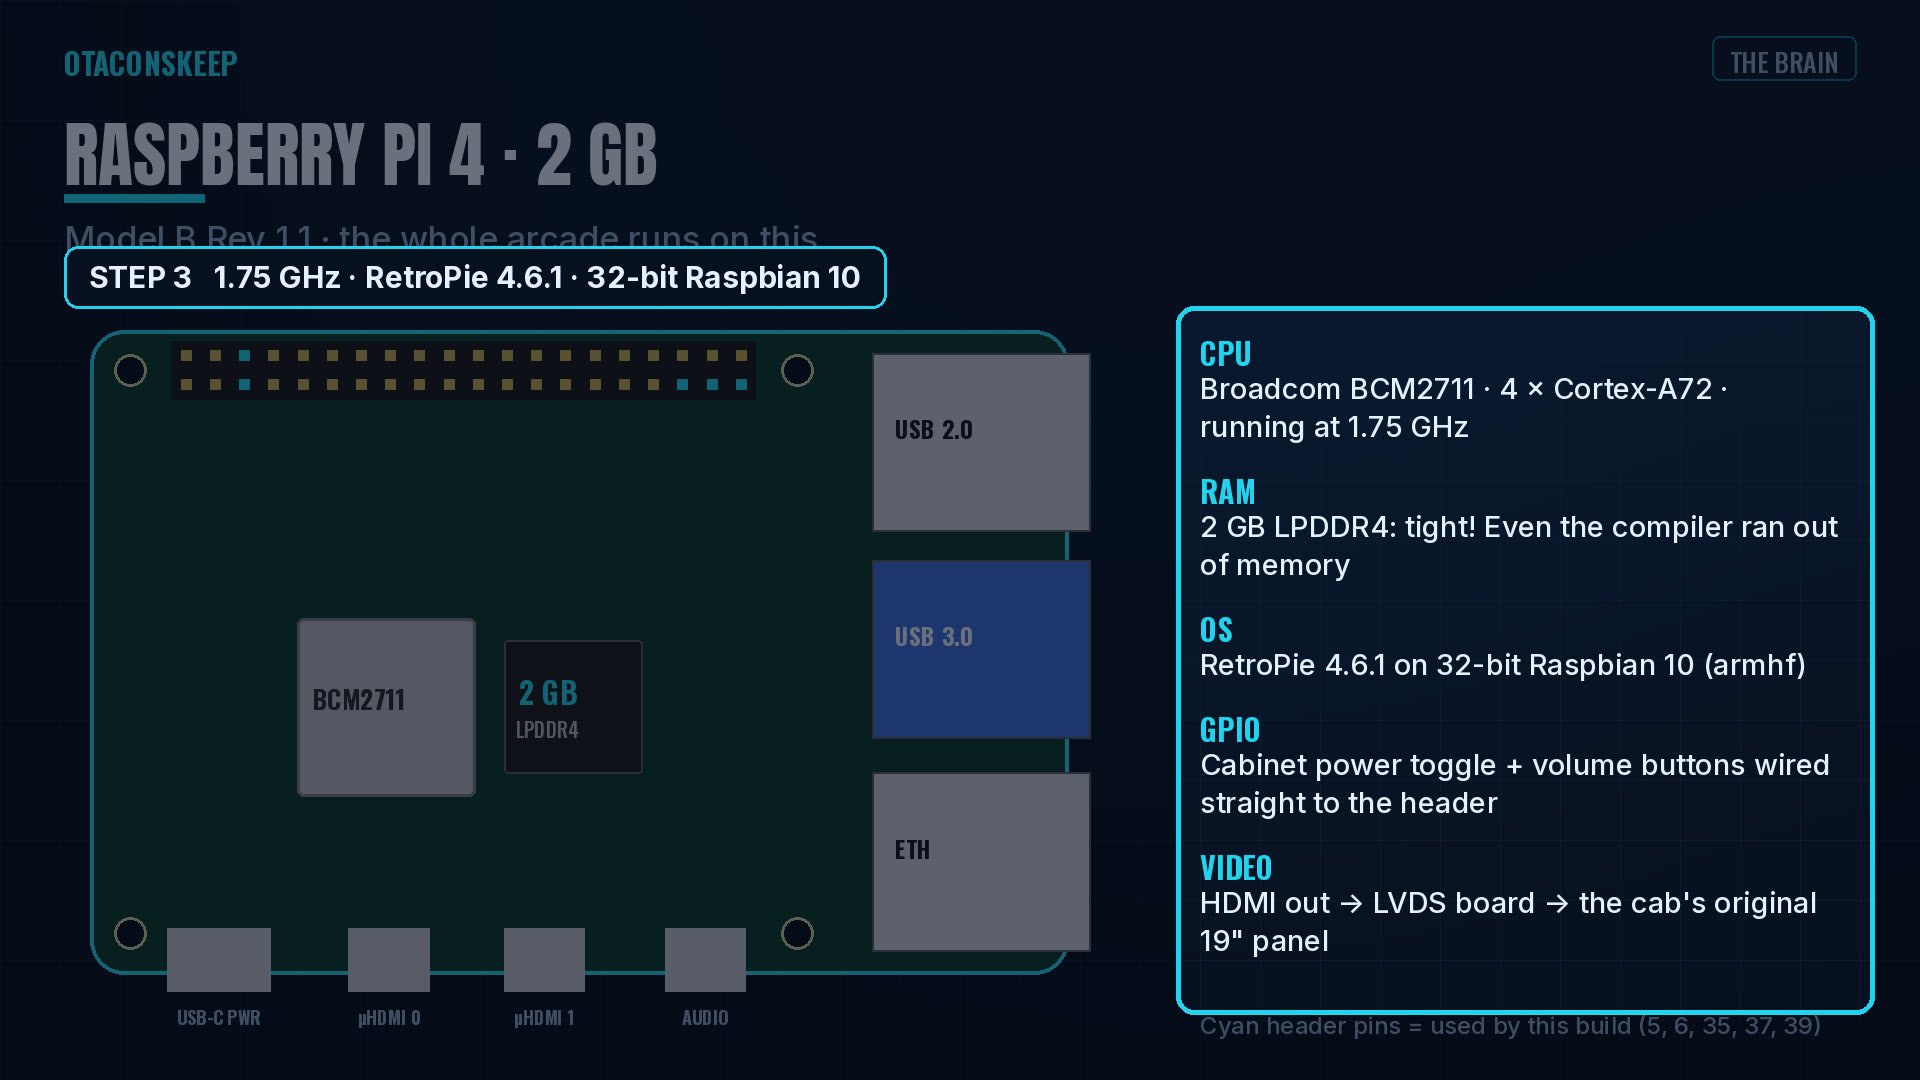 OTACONSKEEP
THE BRAIN
RASPBERRY PI 4 · 2 GB
Model B Rev 1.1 · the whole arcade runs on this
STEP 3 1.75 GHz · RetroPie 4.6.1 · 32-bit Raspbian 10
USB 2.0
USB 3.0
BCM2711
2 GB
LPDDR4
ETH
USB-C PWR
µHDMI 0
µHDMI 1
AUDIO
CPU
Broadcom BCM2711 · 4 × Cortex-A72 ·
running at 1.75 GHz
RAM
2 GB LPDDR4: tight! Even the compiler ran out
of memory
OS
RetroPie 4.6.1 on 32-bit Raspbian 10 (armhf)
GPIO
Cabinet power toggle + volume buttons wired
straight to the header
VIDEO
HDMI out → LVDS board → the cab's original
19" panel
Cyan header pins = used by this build (5, 6, 35, 37, 39)